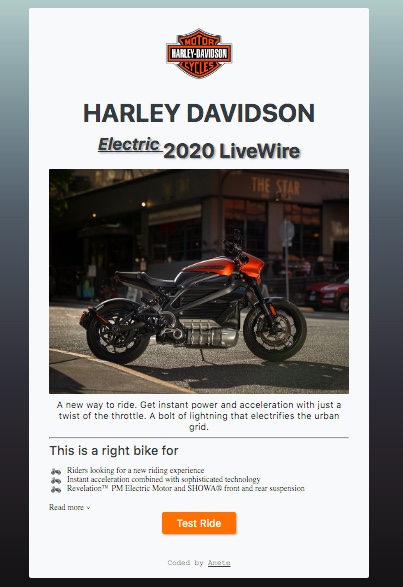 MOTOR
HARLEY-DAVIDSON
CYCLES
HARLEY DAVIDSON
Electric 2020 LiveWire
THE STAR
A new way to ride. Get instant power and acceleration with just a
twist of the throttle. A bolt of lightning that electrifies the urban
grid.
This is a right bike for
Riders looking for a new riding experience
Instant acceleration combined with sophisticated technology
Revelation™ PM Electric Motor and SHOWA® front and rear suspension
Read more ˅
Test Ride
Coded by Anete